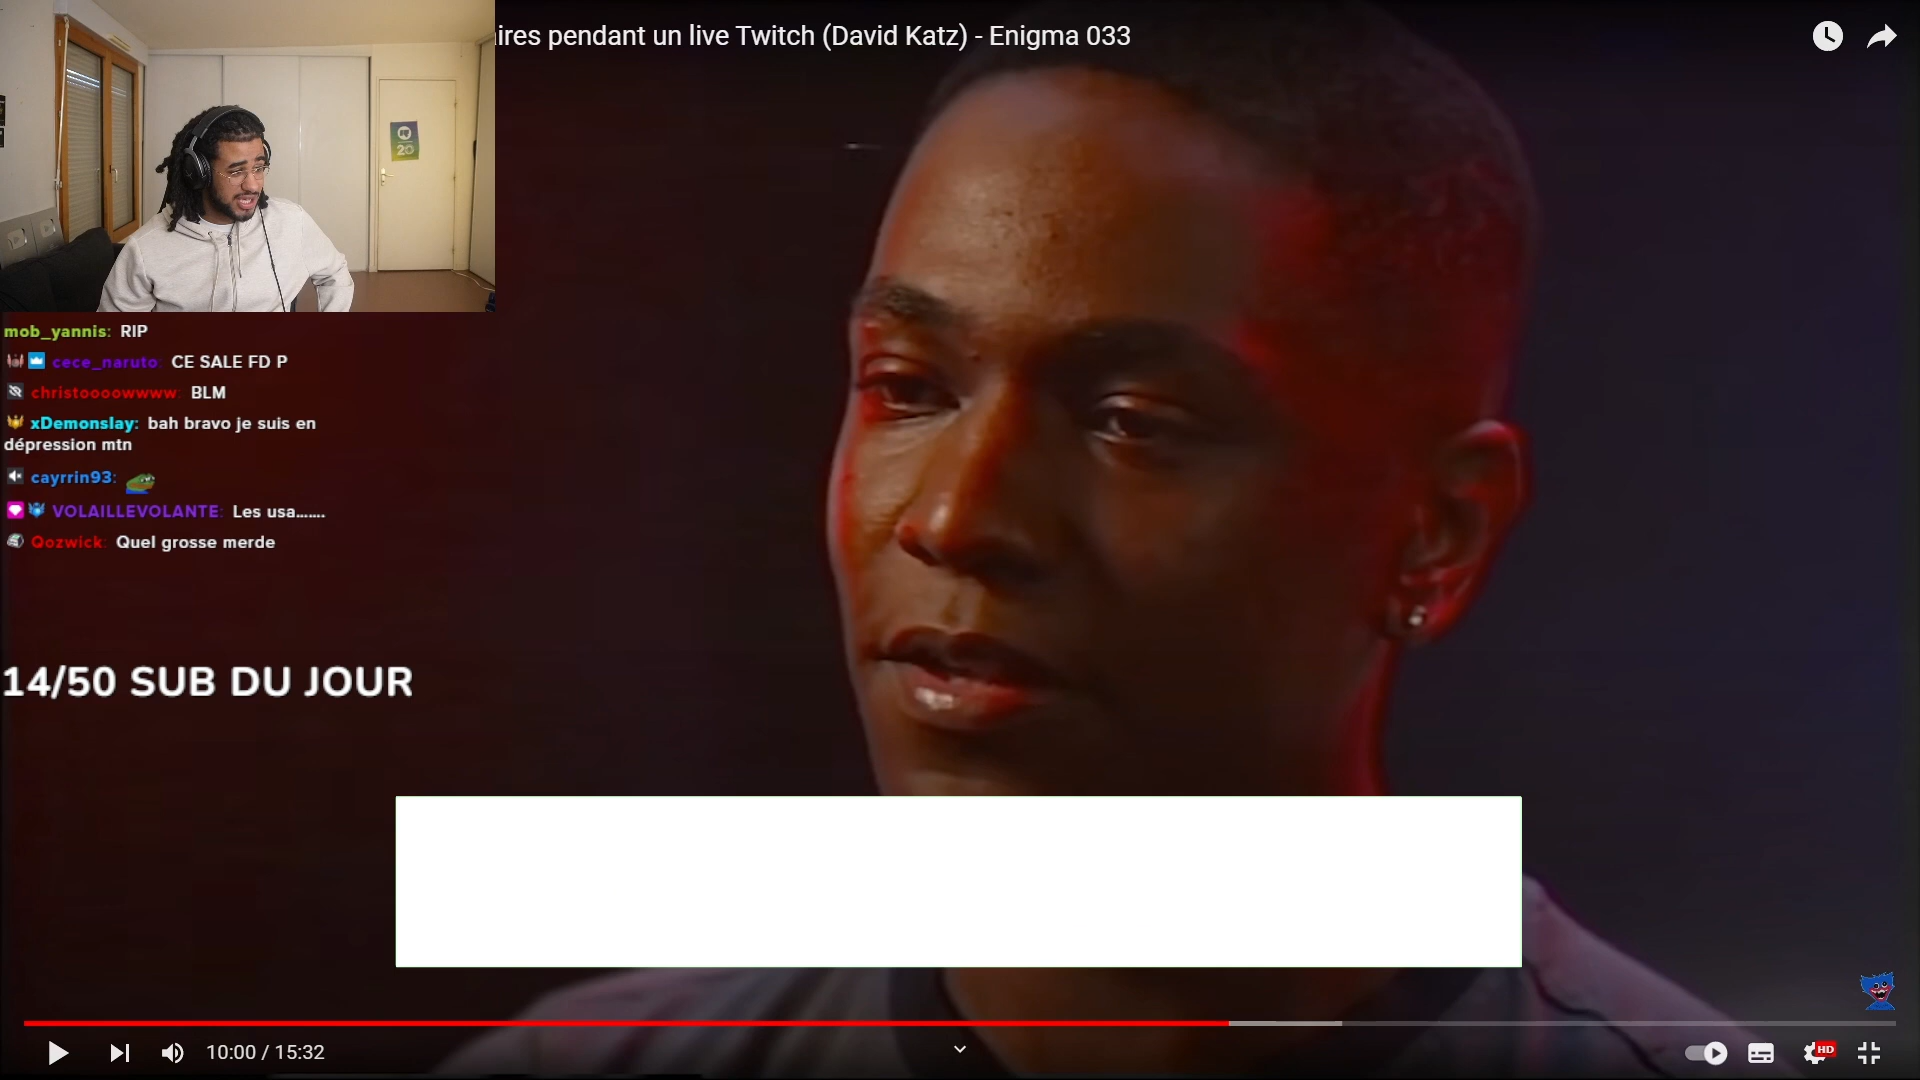 ires pendant un live Twitch (David Katz) - Enigma 033
20
mob_yannis: RIP
cece_naruto: CE SALE FD P
christoooowwww: BLM
xDemonslay: bah bravo je suis en
dépression mtn
cayrrin93:
VOLAILLEVOLANTE: Les usa.......
Qozwick: Quel grosse merde
14/50 SUB DU JOUR
10:00 / 15:32
HD